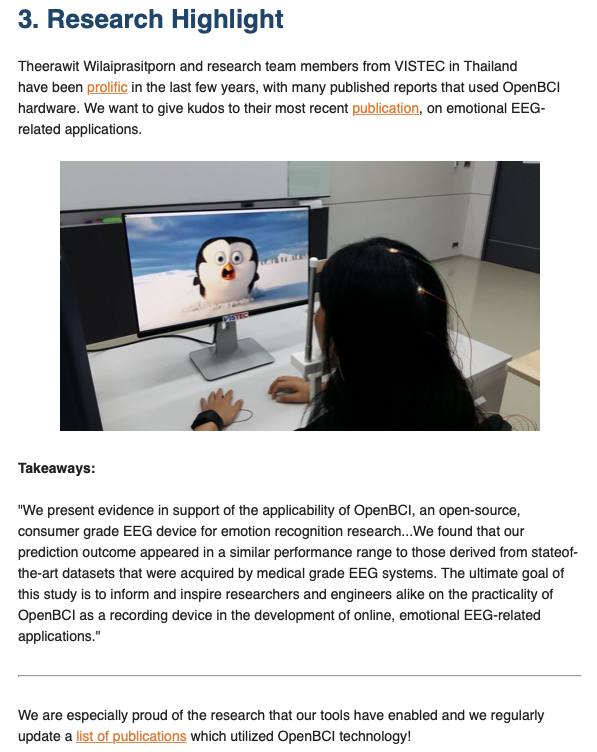 3. Research Highlight
Theerawit Wilaiprasitporn and research team members from VISTEC in Thailand
have been prolific in the last few years, with many published reports that used OpenBCI
hardware. We want to give kudos to their most recent publication, on emotional EEG-
related applications.
VISTEC
Takeaways:
"We present evidence in support of the applicability of OpenBCI, an open-source,
consumer grade EEG device for emotion recognition research...We found that our
prediction outcome appeared in a similar performance range to those derived from stateof-
the-art datasets that were acquired by medical grade EEG systems. The ultimate goal of
this study is to inform and inspire researchers and engineers alike on the practicality of
OpenBCI as a recording device in the development of online, emotional EEG-related
applications."
We are especially proud of the research that our tools have enabled and we regularly
update a list of publications which utilized OpenBCI technology!